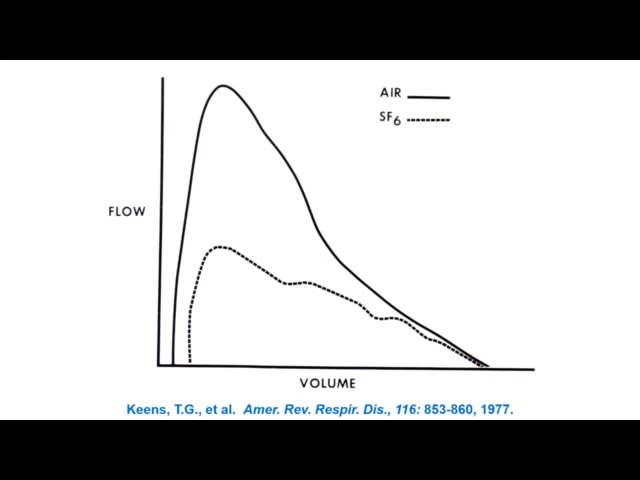 AIR
SF6
FLOW
VOLUME
Keens, T.G., et al. Amer. Rev. Respir. Dis., 116: 853-860, 1977.